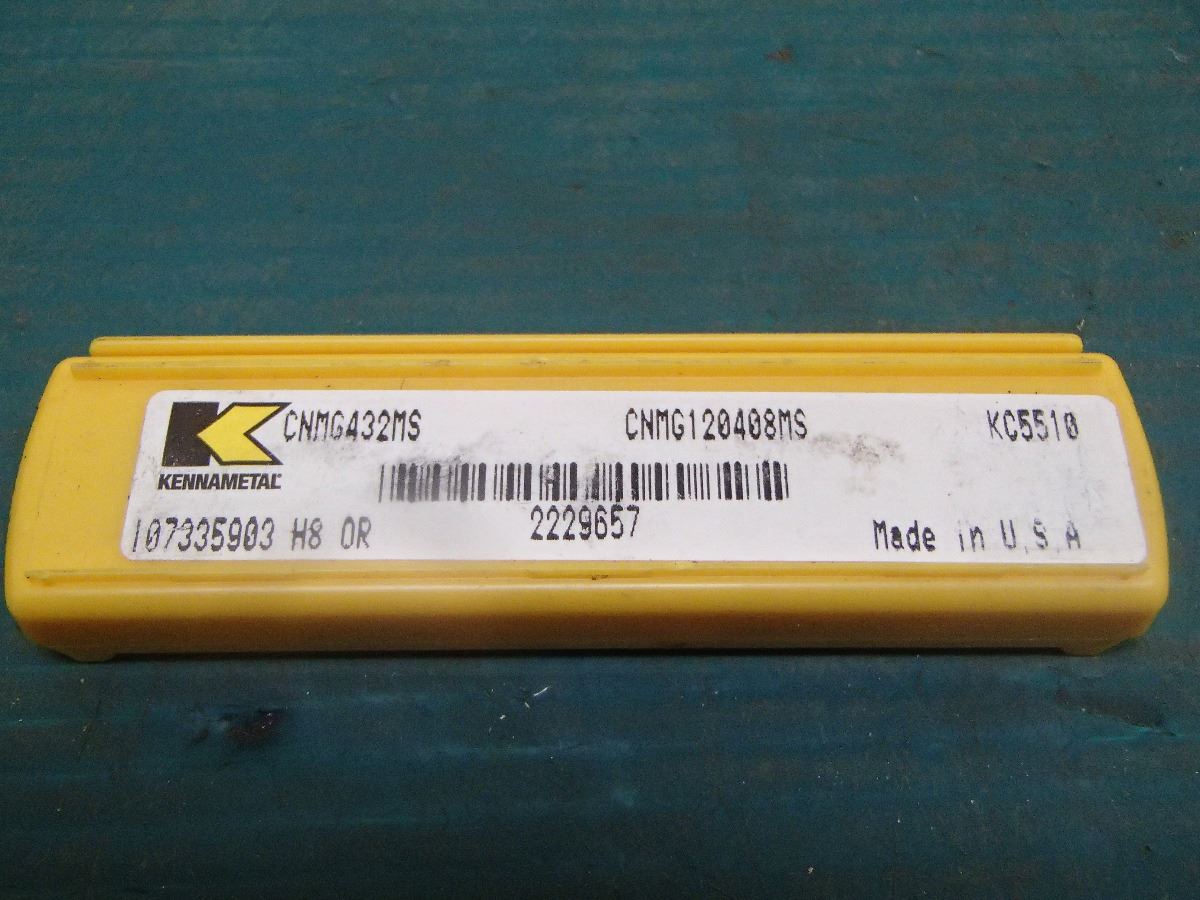 CNMG432MS CNMG120408MS KC5510
KENNAMETAL
107335903 H8 OR 2229657 Made in U.S.A